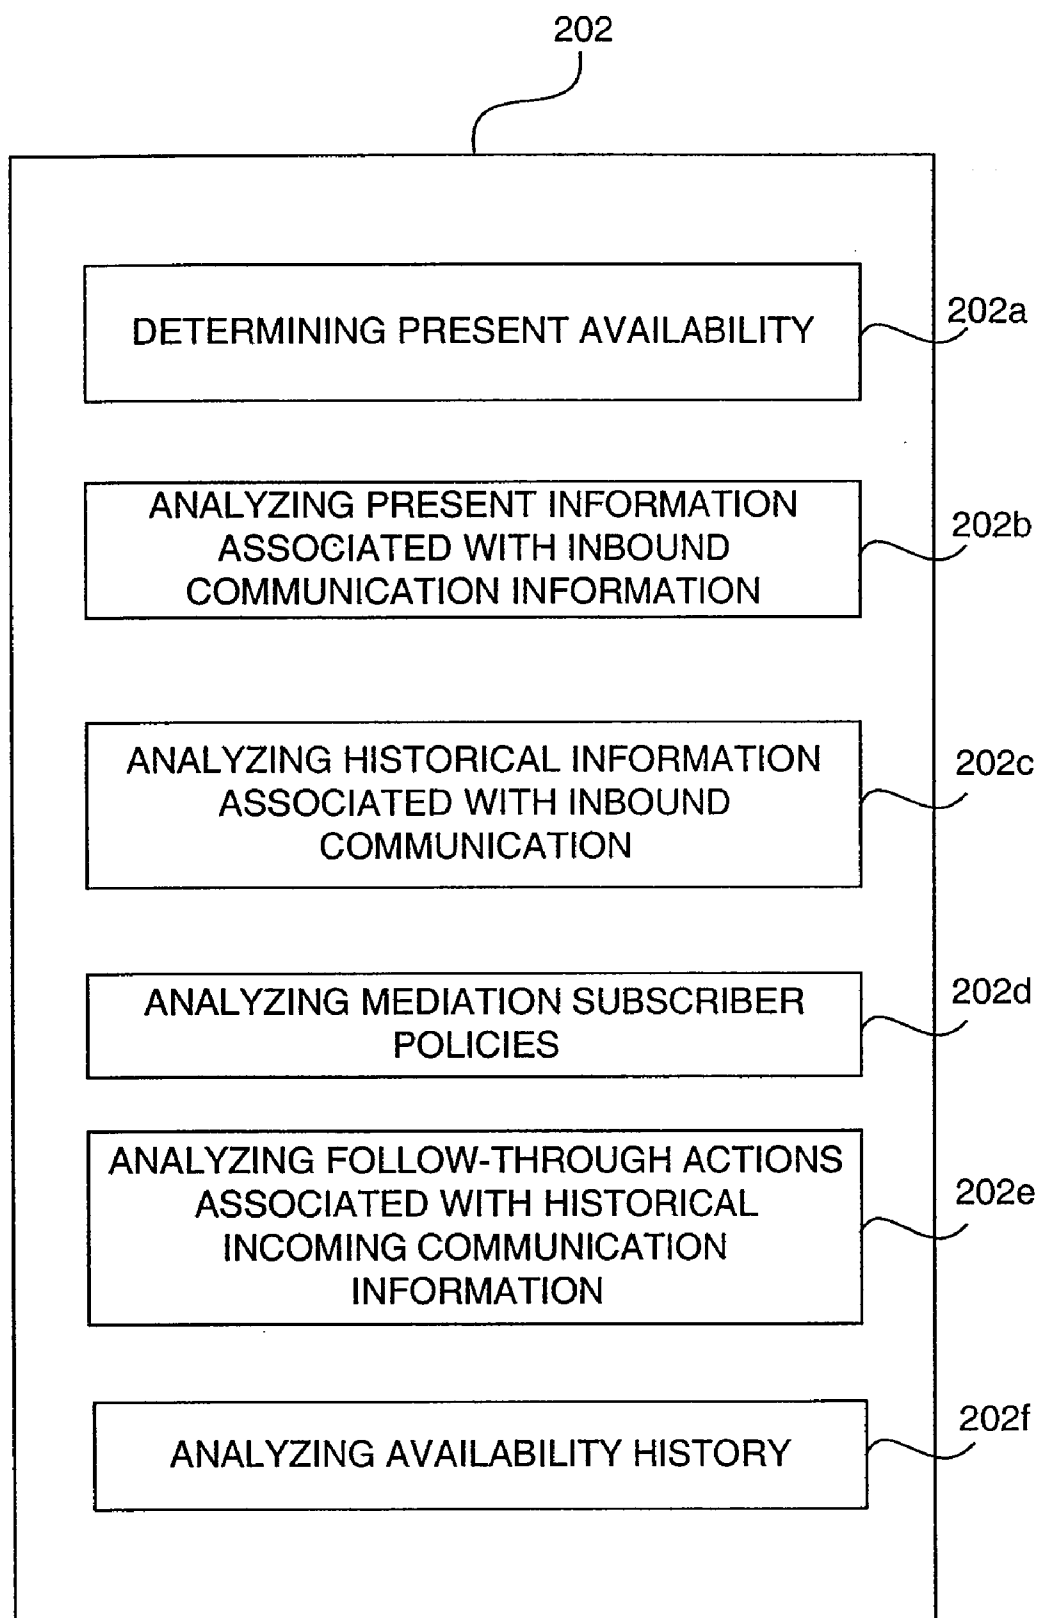 202
DETERMINING PRESENT AVAILABILITY
202a
ANALYZING PRESENT INFORMATION
ASSOCIATED WITH INBOUND
COMMUNICATION INFORMATION
202b
ANALYZING HISTORICAL INFORMATION
ASSOCIATED WITH INBOUND
COMMUNICATION
202c
ANALYZING MEDIATION SUBSCRIBER
POLICIES
202d
ANALYZING FOLLOW-THROUGH ACTIONS
ASSOCIATED WITH HISTORICAL
INCOMING COMMUNICATION
INFORMATION
202e
ANALYZING AVAILABILITY HISTORY
202f